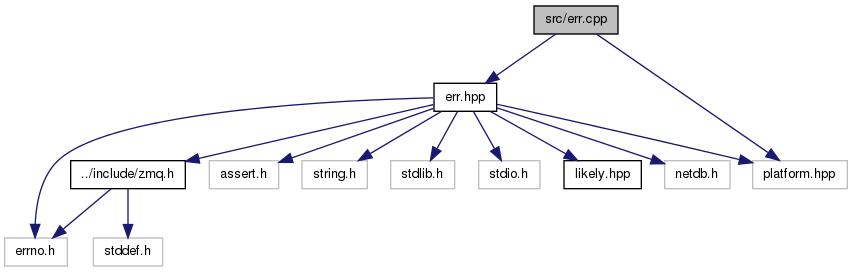 src/err.cpp
err.hpp
../include/zmq.h
assert.h
string.h
stdlib.h
stdio.h
likely.hpp
netdb.h
platform.hpp
errno.h
stddef.h